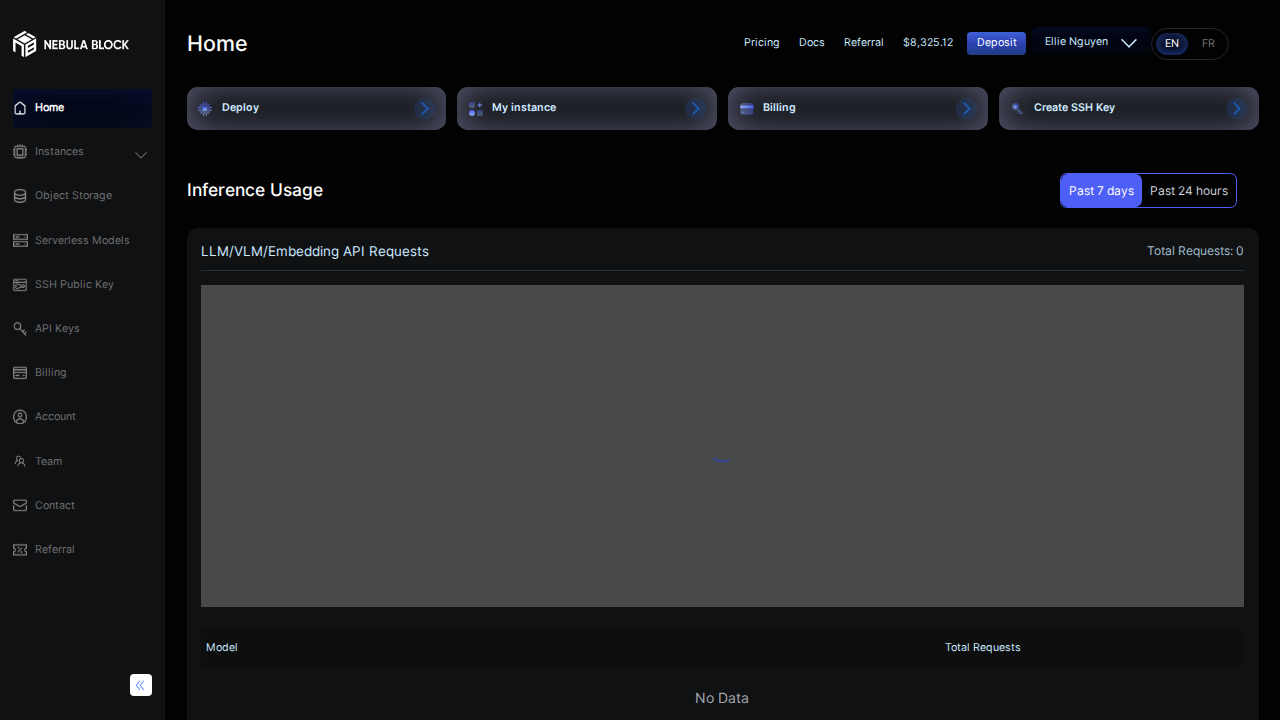 NEBULA BLOCK
Home
Instances
Object Storage
Serverless Models
SSH Public Key
API Keys
Billing
Account
Team
Contact
Referral
Home
Pricing Docs Referral $8,325.12 Deposit Ellie Nguyen EN FR
Deploy My instance Billing Create SSH Key
Inference Usage Past 7 days Past 24 hours
LLM/VLM/Embedding API Requests Total Requests: 0
Model Total Requests
No Data